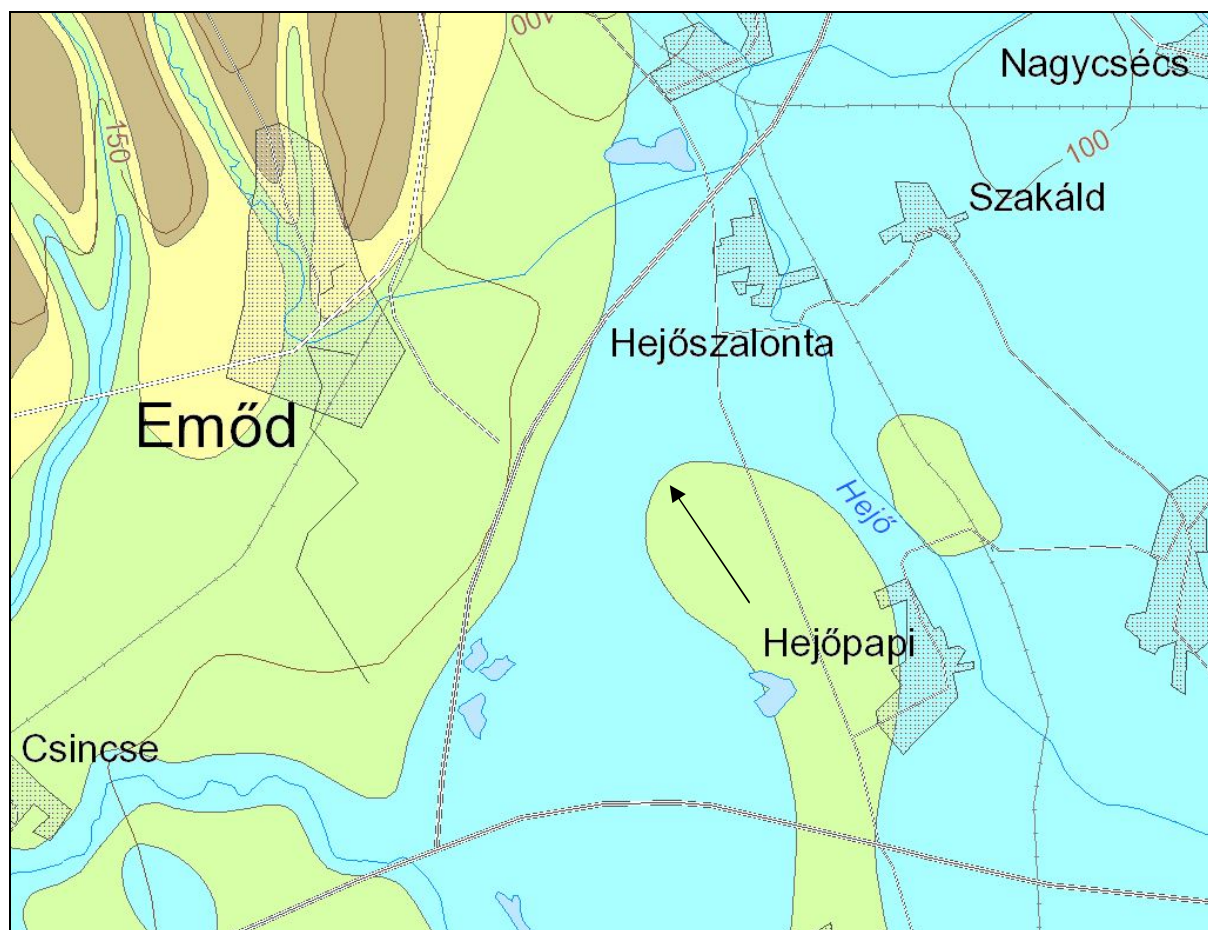 100
Nagycsécs
150
100
Szakáld
Hejőszalonta
Emőd
Hejő
Hejőpapi
Csincse